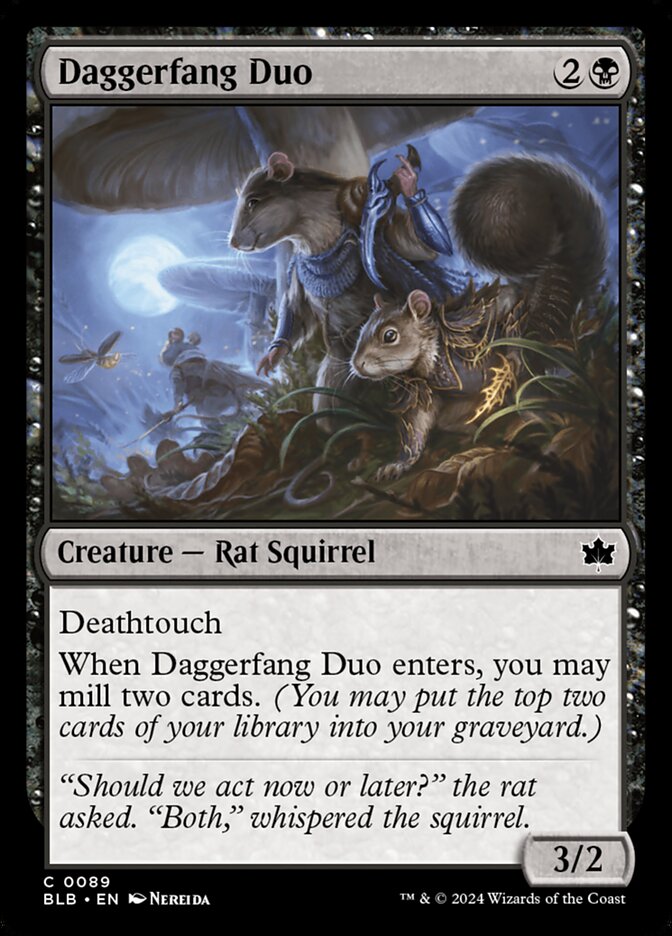 Daggerfang Duo 2
Creature — Rat Squirrel
Deathtouch
When Daggerfang Duo enters, you may
mill two cards. (You may put the top two
cards of your library into your graveyard.)
“Should we act now or later?” the rat
asked. “Both,” whispered the squirrel.
3/2
C 0089
BLB • EN Nereida
™ & © 2024 Wizards of the Coast